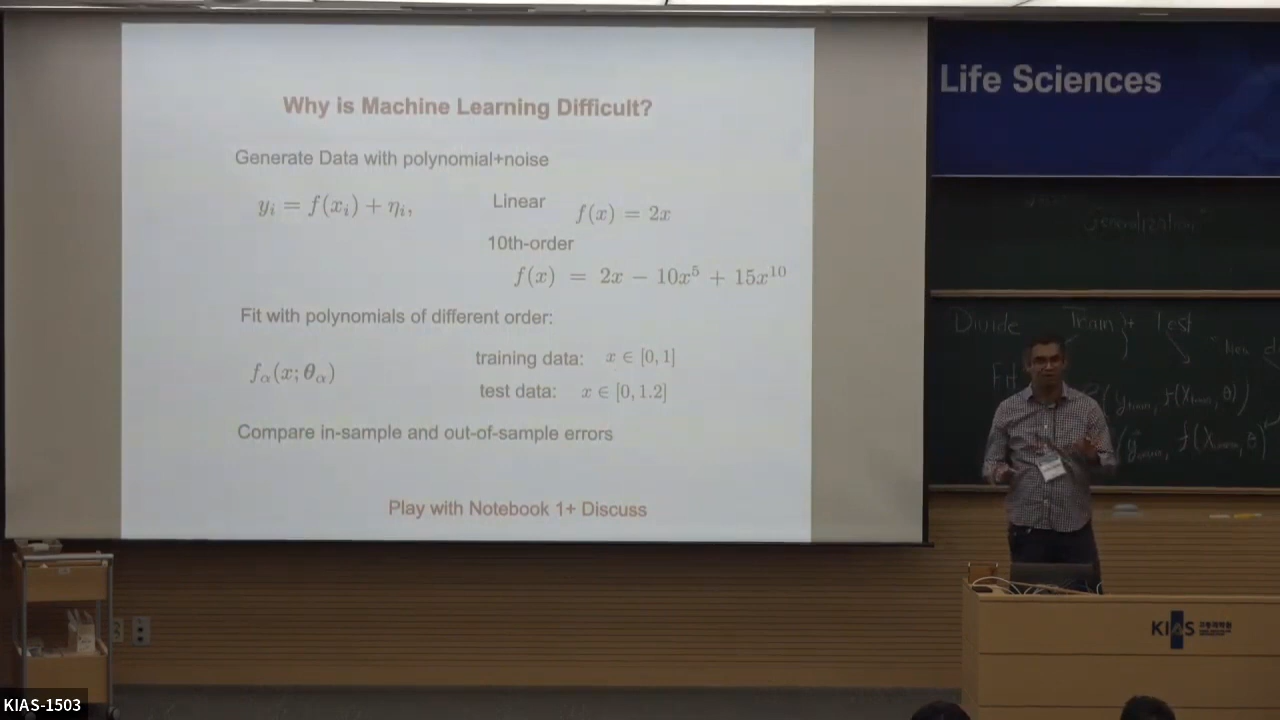 Why is Machine Learning Difficult?
Generate Data with polynomial+noise
yᵢ = f(xᵢ) + ηᵢ,
Linear
f(x) = 2x
10th-order
f(x) = 2x − 10x⁵ + 15x¹⁰
Fit with polynomials of different order:
f_α(x; θ_α)
training data: x ∈ [0, 1]
test data: x ∈ [0, 1.2]
Compare in-sample and out-of-sample errors
Play with Notebook 1+ Discuss
Life Sciences
Divide Train + Test
Fit
KIAS
KIAS-1503